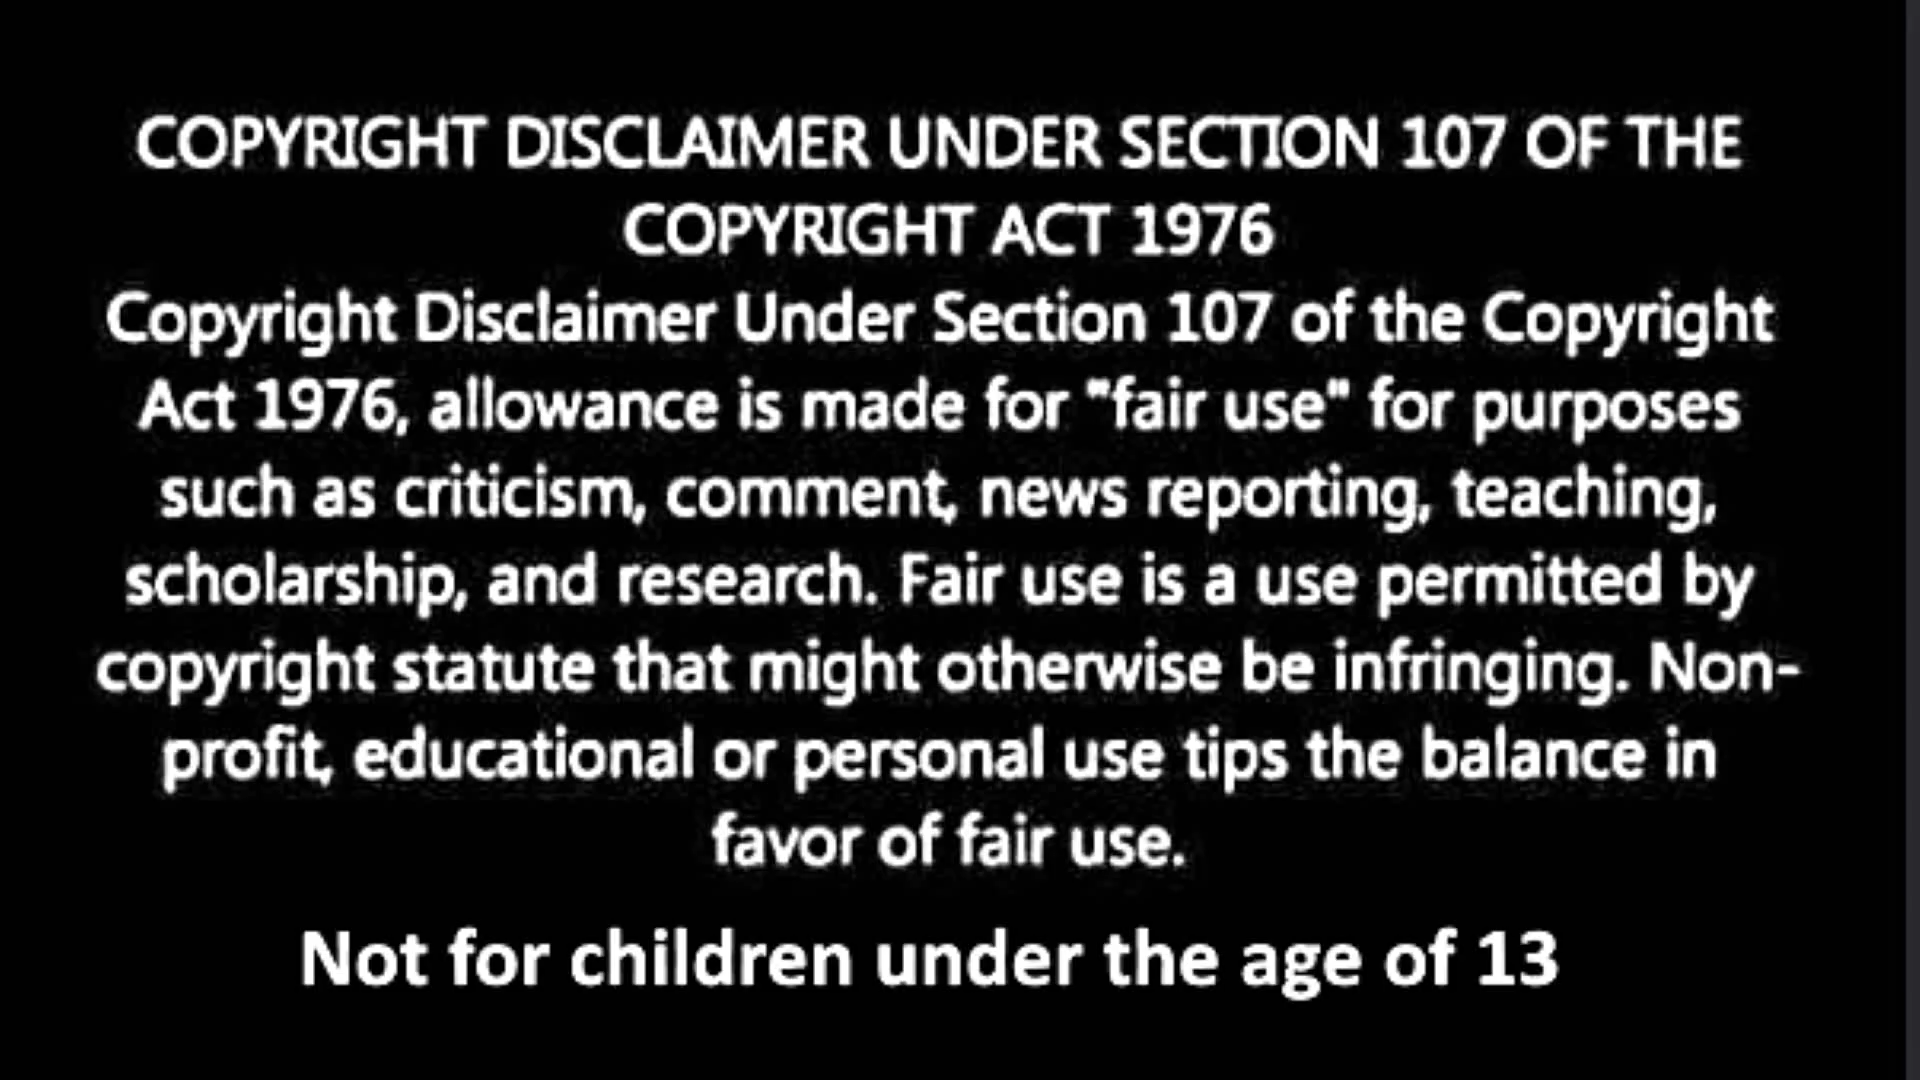 COPYRIGHT DISCLAIMER UNDER SECTION 107 OF THE
COPYRIGHT ACT 1976
Copyright Disclaimer Under Section 107 of the Copyright
Act 1976, allowance is made for "fair use" for purposes
such as criticism, comment, news reporting, teaching,
scholarship, and research. Fair use is a use permitted by
copyright statute that might otherwise be infringing. Non-
profit, educational or personal use tips the balance in
favor of fair use.
Not for children under the age of 13